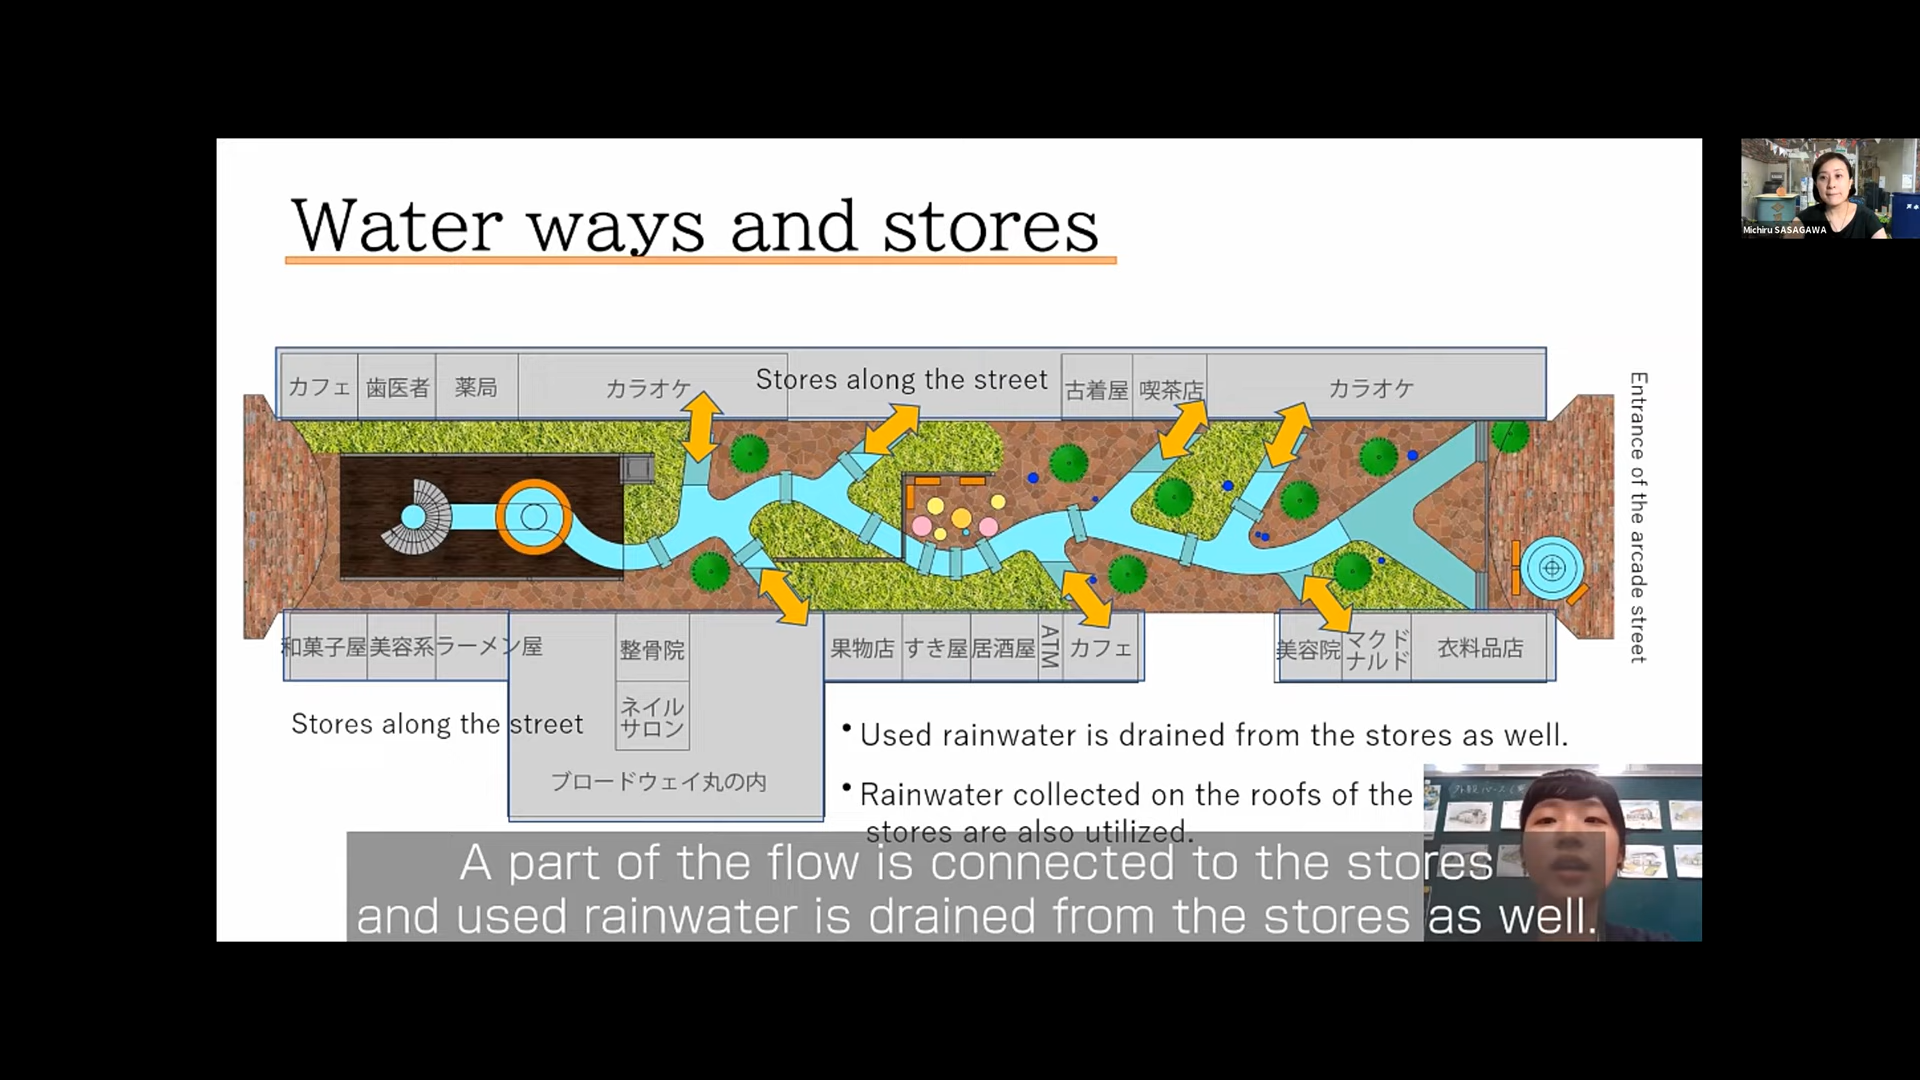 Water ways and stores
Michiru SASAGAWA
カフェ
歯医者
薬局
カラオケ
Stores along the street
古着屋
喫茶店
カラオケ
Entrance of the arcade street
和菓子屋
美容系
ラーメン屋
整骨院
果物店
すき屋
居酒屋
ATM
カフェ
美容院
マクド
ナルド
衣料品店
ネイル
サロン
Stores along the street
ブロードウェイ丸の内
• Used rainwater is drained from the stores as well.
• Rainwater collected on the roofs of the
stores are also utilized.
A part of the flow is connected to the stores
and used rainwater is drained from the stores as well.